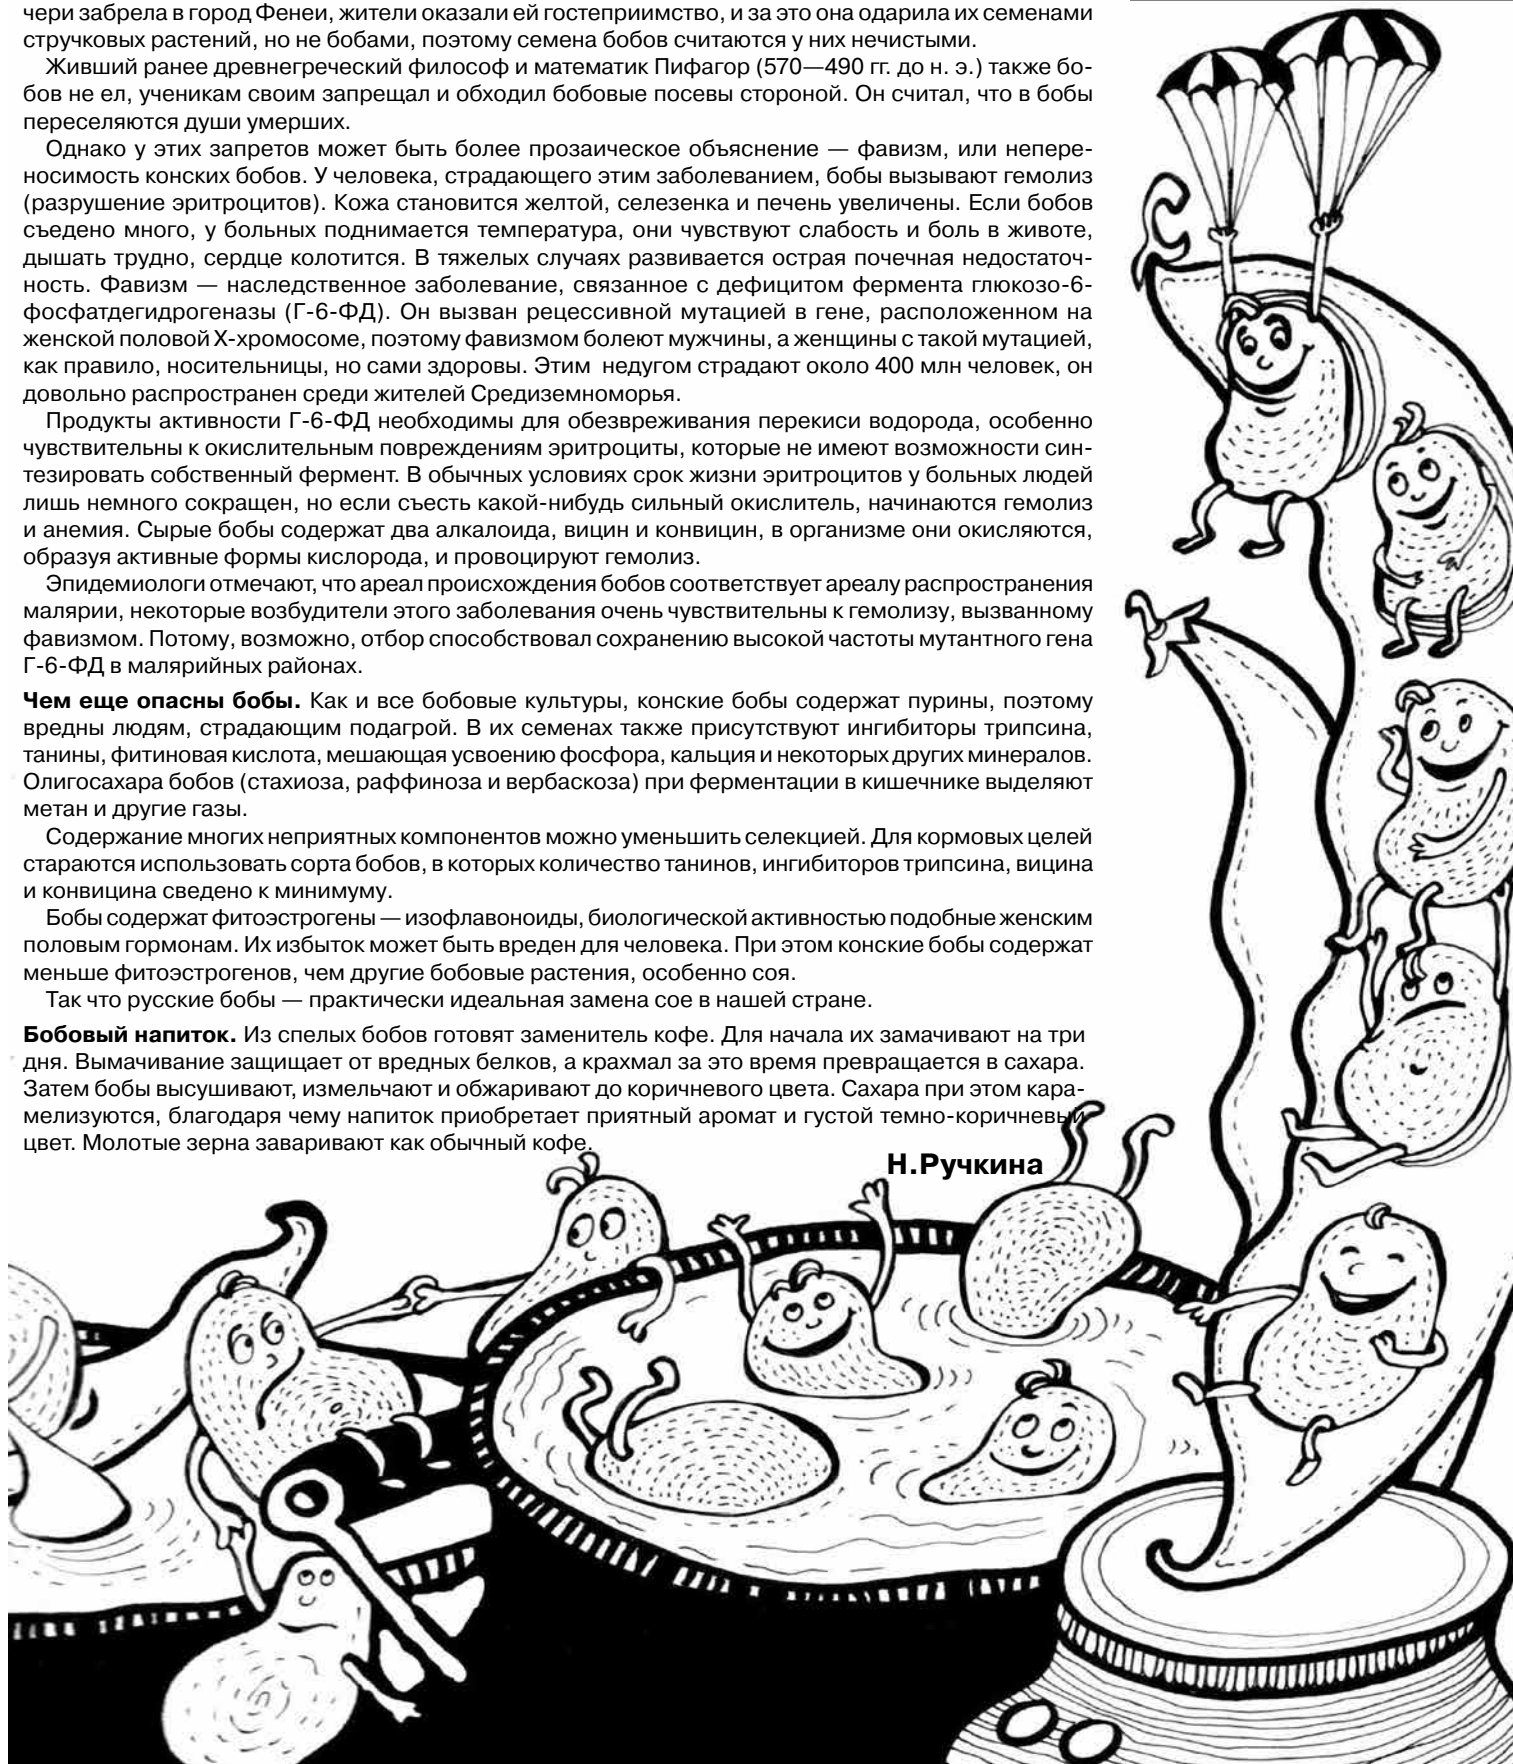 чери забрела в город Фенеи, жители оказали ей гостеприимство, и за это она одарила их семенами
стручковых растений, но не бобами, поэтому семена бобов считаются у них нечистыми.
Живший ранее древнегреческий философ и математик Пифагор (570—490 гг. до н. э.) также бо-
бов не ел, ученикам своим запрещал и обходил бобовые посевы стороной. Он считал, что в бобы
переселяются души умерших.
Однако у этих запретов может быть более прозаическое объяснение — фавизм, или непере-
носимость конских бобов. У человека, страдающего этим заболеванием, бобы вызывают гемолиз
(разрушение эритроцитов). Кожа становится желтой, селезенка и печень увеличены. Если бобов
съедено много, у больных поднимается температура, они чувствуют слабость и боль в животе,
дышать трудно, сердце колотится. В тяжелых случаях развивается острая почечная недостаточ-
ность. Фавизм — наследственное заболевание, связанное с дефицитом фермента глюкозо-6-
фосфатдегидрогеназы (Г-6-ФД). Он вызван рецессивной мутацией в гене, расположенном на
женской половой Х-хромосоме, поэтому фавизмом болеют мужчины, а женщины с такой мутацией,
как правило, носительницы, но сами здоровы. Этим недугом страдают около 400 млн человек, он
довольно распространен среди жителей Средиземноморья.
Продукты активности Г-6-ФД необходимы для обезвреживания перекиси водорода, особенно
чувствительны к окислительным повреждениям эритроциты, которые не имеют возможности син-
тезировать собственный фермент. В обычных условиях срок жизни эритроцитов у больных людей
лишь немного сокращен, но если съесть какой-нибудь сильный окислитель, начинаются гемолиз
и анемия. Сырые бобы содержат два алкалоида, вицин и конвицин, в организме они окисляются,
образуя активные формы кислорода, и провоцируют гемолиз.
Эпидемиологи отмечают, что ареал происхождения бобов соответствует ареалу распространения
малярии, некоторые возбудители этого заболевания очень чувствительны к гемолизу, вызванному
фавизмом. Потому, возможно, отбор способствовал сохранению высокой частоты мутантного гена
Г-6-ФД в малярийных районах.
Чем еще опасны бобы. Как и все бобовые культуры, конские бобы содержат пурины, поэтому
вредны людям, страдающим подагрой. В их семенах также присутствуют ингибиторы трипсина,
танины, фитиновая кислота, мешающая усвоению фосфора, кальция и некоторых других минералов.
Олигосахара бобов (стахиоза, раффиноза и вербаскоза) при ферментации в кишечнике выделяют
метан и другие газы.
Содержание многих неприятных компонентов можно уменьшить селекцией. Для кормовых целей
стараются использовать сорта бобов, в которых количество танинов, ингибиторов трипсина, вицина
и конвицина сведено к минимуму.
Бобы содержат фитоэстрогены — изофлавоноиды, биологической активностью подобные женским
половым гормонам. Их избыток может быть вреден для человека. При этом конские бобы содержат
меньше фитоэстрогенов, чем другие бобовые растения, особенно соя.
Так что русские бобы — практически идеальная замена сое в нашей стране.
Бобовый напиток. Из спелых бобов готовят заменитель кофе. Для начала их замачивают на три
дня. Вымачивание защищает от вредных белков, а крахмал за это время превращается в сахара.
Затем бобы высушивают, измельчают и обжаривают до коричневого цвета. Сахара при этом кара-
мелизуются, благодаря чему напиток приобретает приятный аромат и густой темно-коричневый
цвет. Молотые зерна заваривают как обычный кофе.
Н.Ручкина